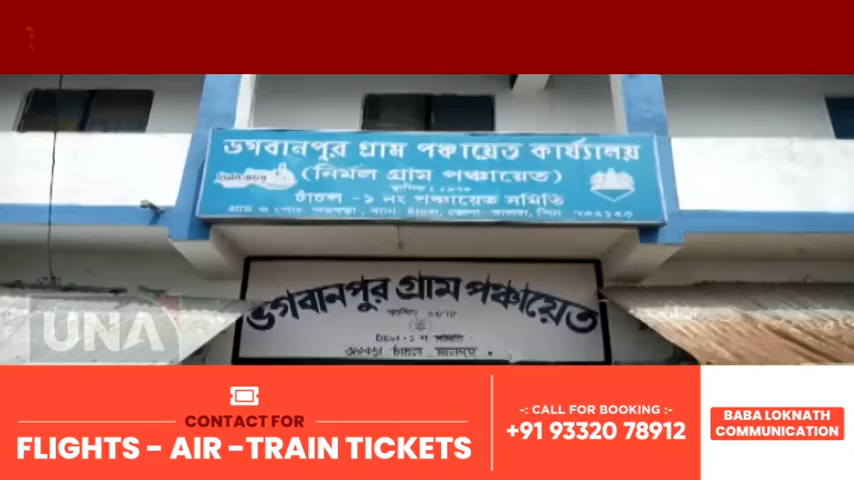 ভগবানপুর গ্রাম পঞ্চায়েত কার্য্যালয়
(নির্মল গ্রাম পঞ্চায়েত)
চাঁচল -১ নং পঞ্চায়েত সমিতি
ভগবানপুর গ্রাম পঞ্চায়েত
UNA
CONTACT FOR
FLIGHTS - AIR -TRAIN TICKETS
-: CALL FOR BOOKING :-
+91 93320 78912
BABA LOKNATH
COMMUNICATION